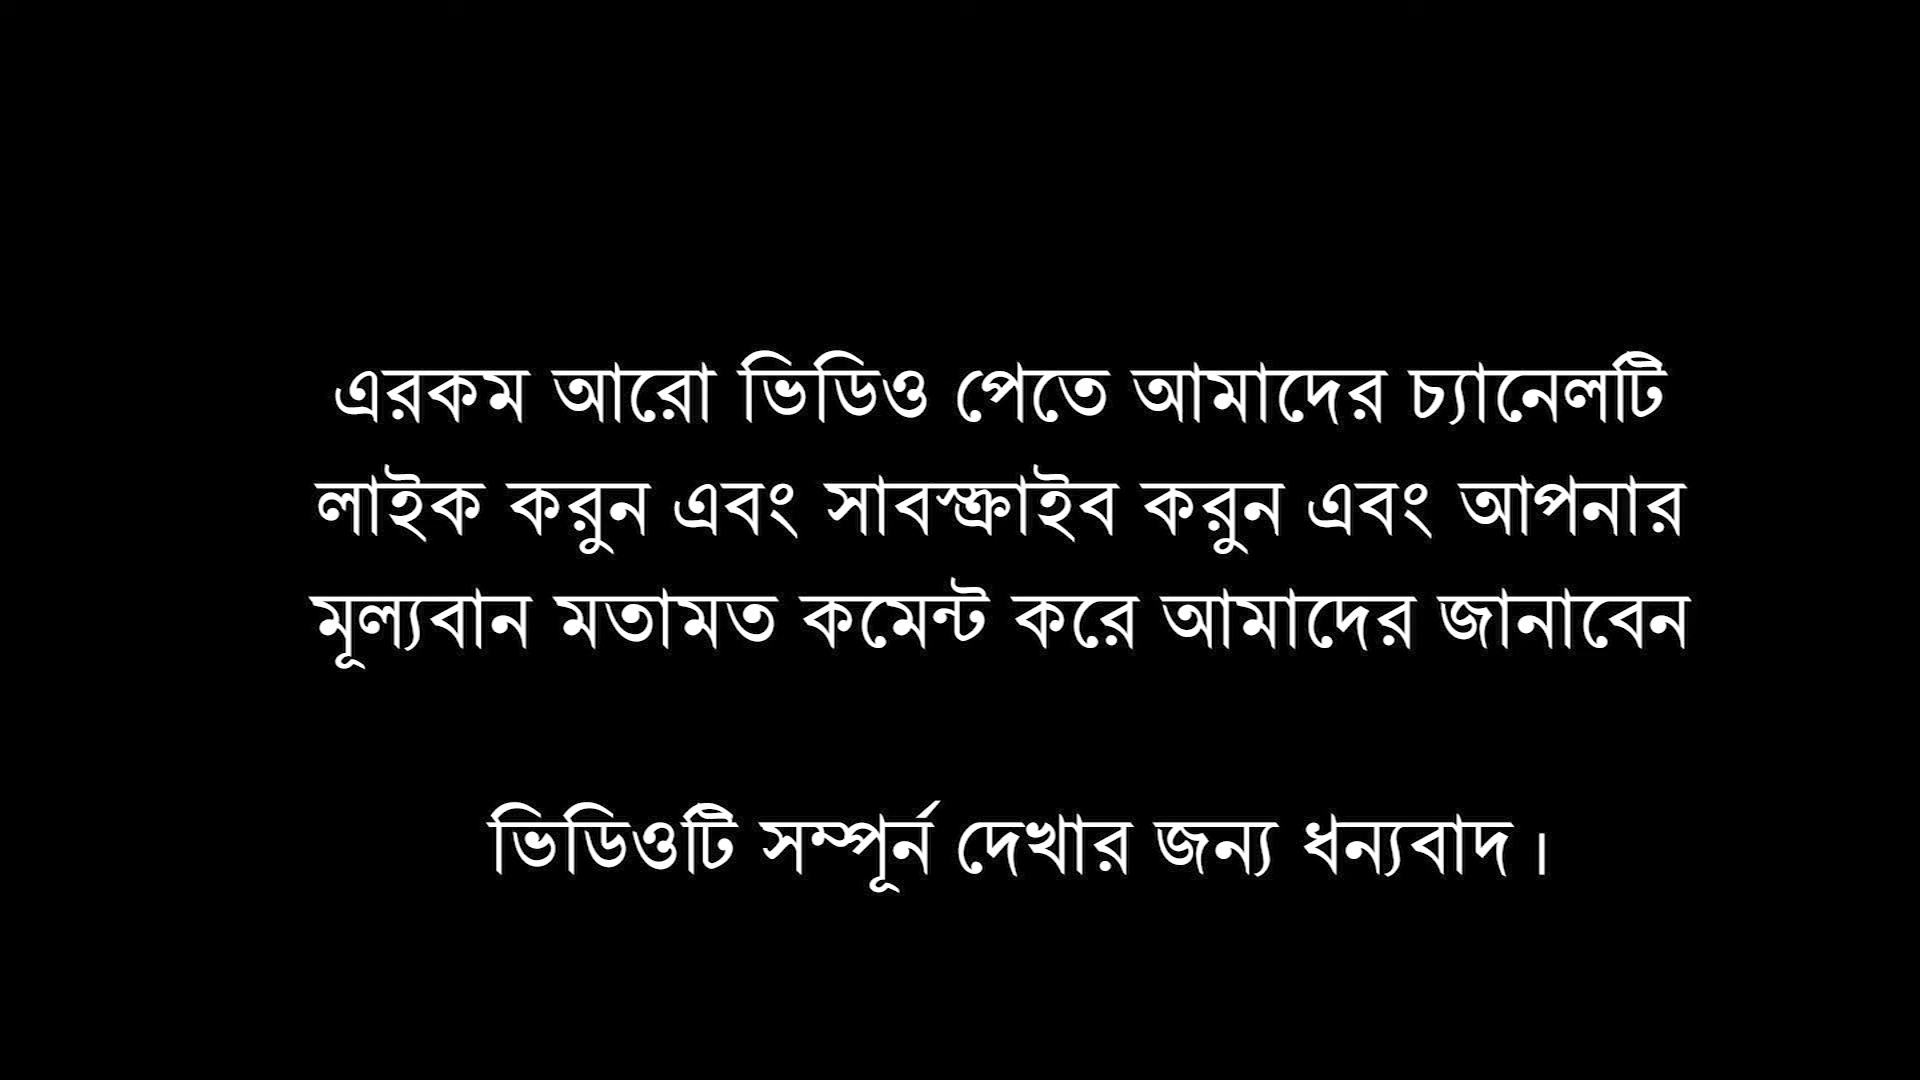 এরকম আরো ভিডিও পেতে আমাদের চ্যানেলটি
লাইক করুন এবং সাবস্ক্রাইব করুন এবং আপনার
মূল্যবান মতামত কমেন্ট করে আমাদের জানাবেন
ভিডিওটি সম্পূর্ন দেখার জন্য ধন্যবাদ ।